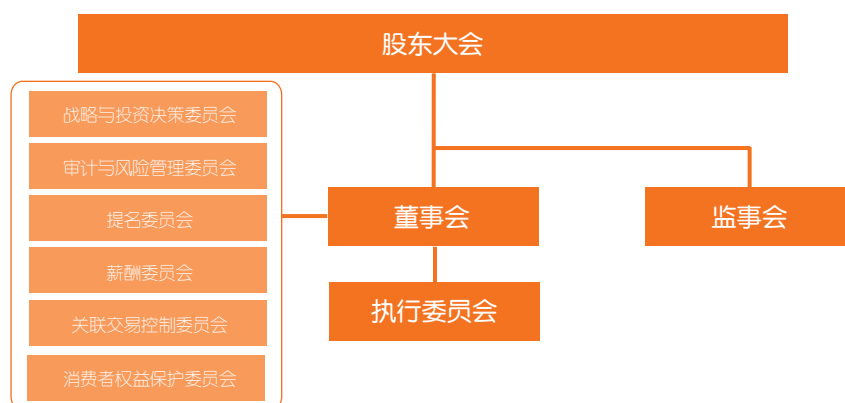 股东大会
战略与投资决策委员会
审计与风险管理委员会
提名委员会
薪酬委员会
关联交易控制委员会
消费者权益保护委员会
董事会
监事会
执行委员会